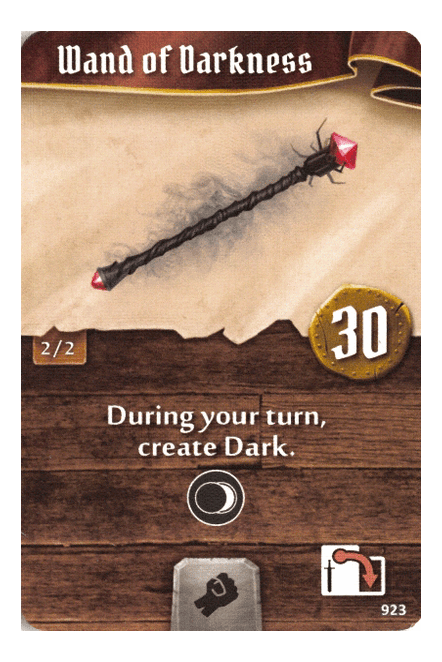 Wand of Darkness
2/2
30
During your turn,
create Dark.
923